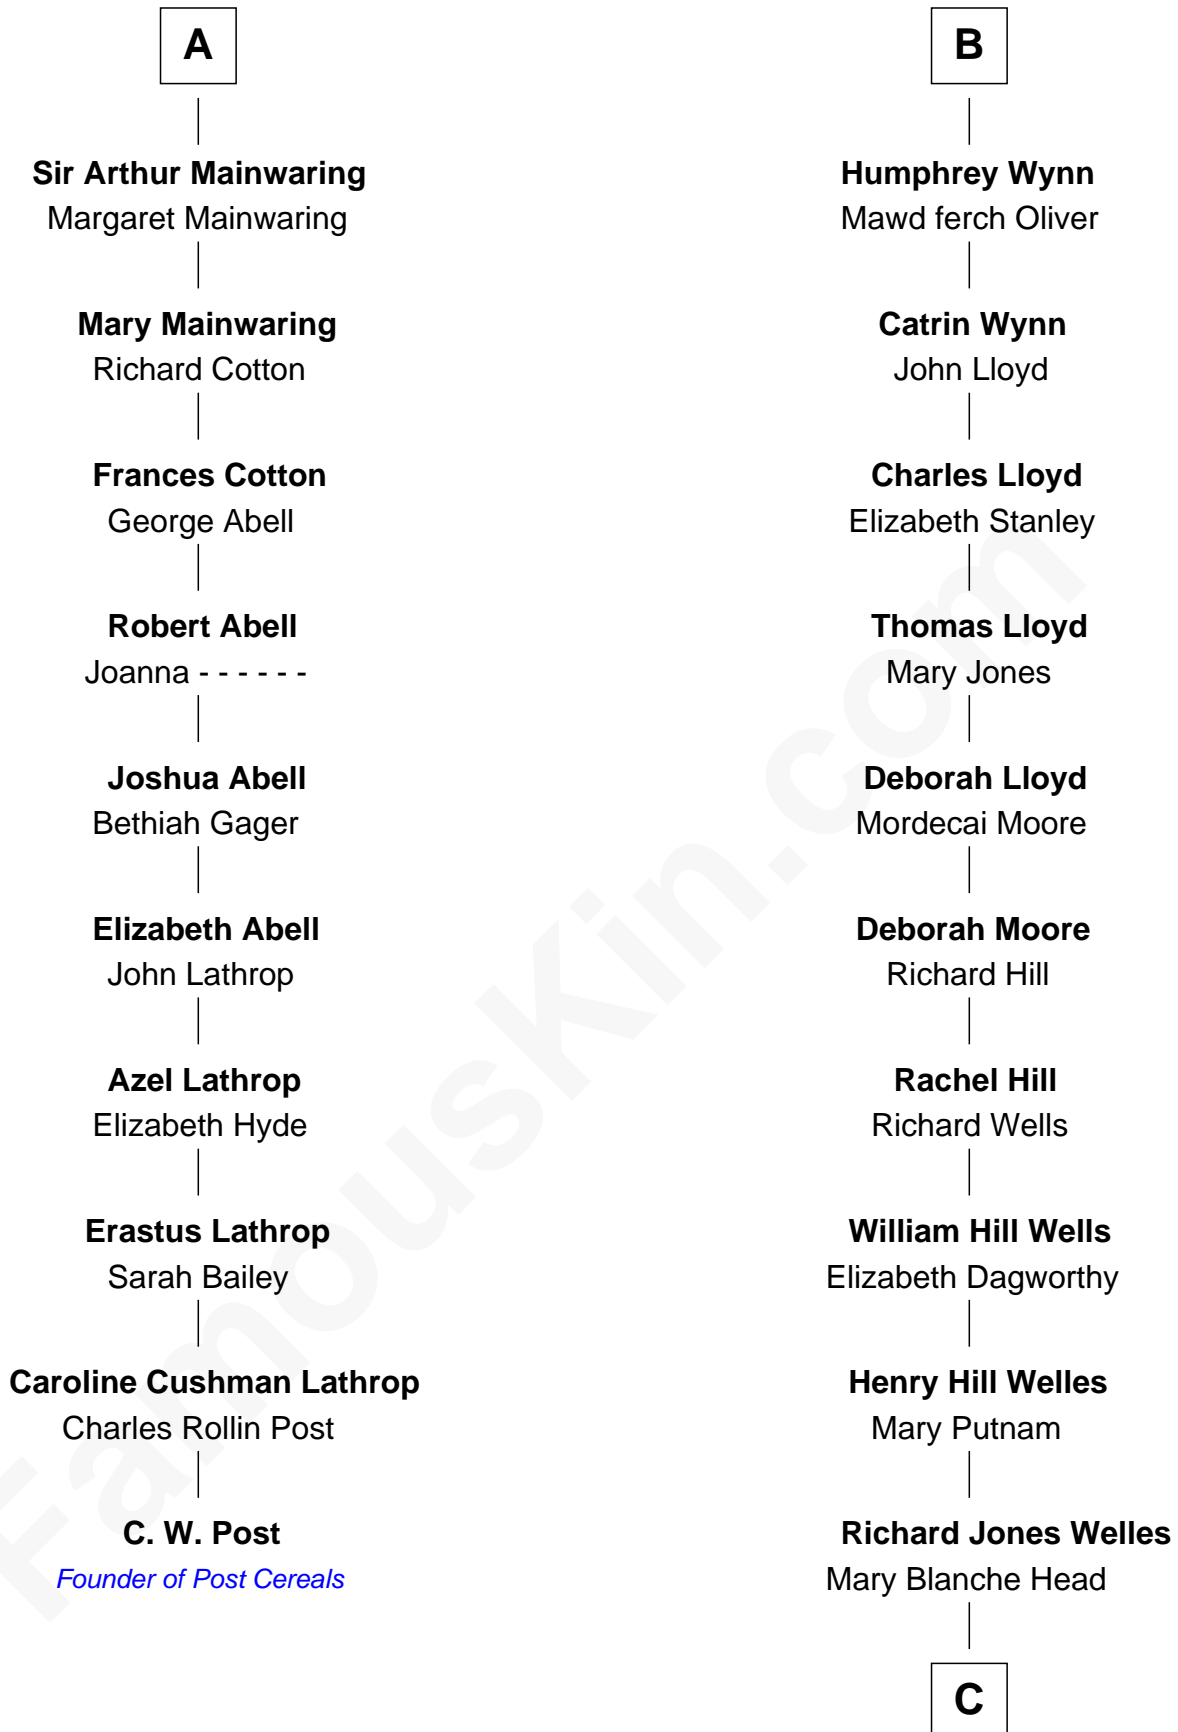 A
Sir Arthur Mainwaring
Margaret Mainwaring
Mary Mainwaring
Richard Cotton
Frances Cotton
George Abell
Robert Abell
Joanna - - - - - -
Joshua Abell
Bethiah Gager
Elizabeth Abell
John Lathrop
Azel Lathrop
Elizabeth Hyde
Erastus Lathrop
Sarah Bailey
Caroline Cushman Lathrop
Charles Rollin Post
C. W. Post
Founder of Post Cereals
B
Humphrey Wynn
Mawd ferch Oliver
Catrin Wynn
John Lloyd
Charles Lloyd
Elizabeth Stanley
Thomas Lloyd
Mary Jones
Deborah Lloyd
Mordecai Moore
Deborah Moore
Richard Hill
Rachel Hill
Richard Wells
William Hill Wells
Elizabeth Dagworthy
Henry Hill Welles
Mary Putnam
Richard Jones Welles
Mary Blanche Head
C
FamousKin.com